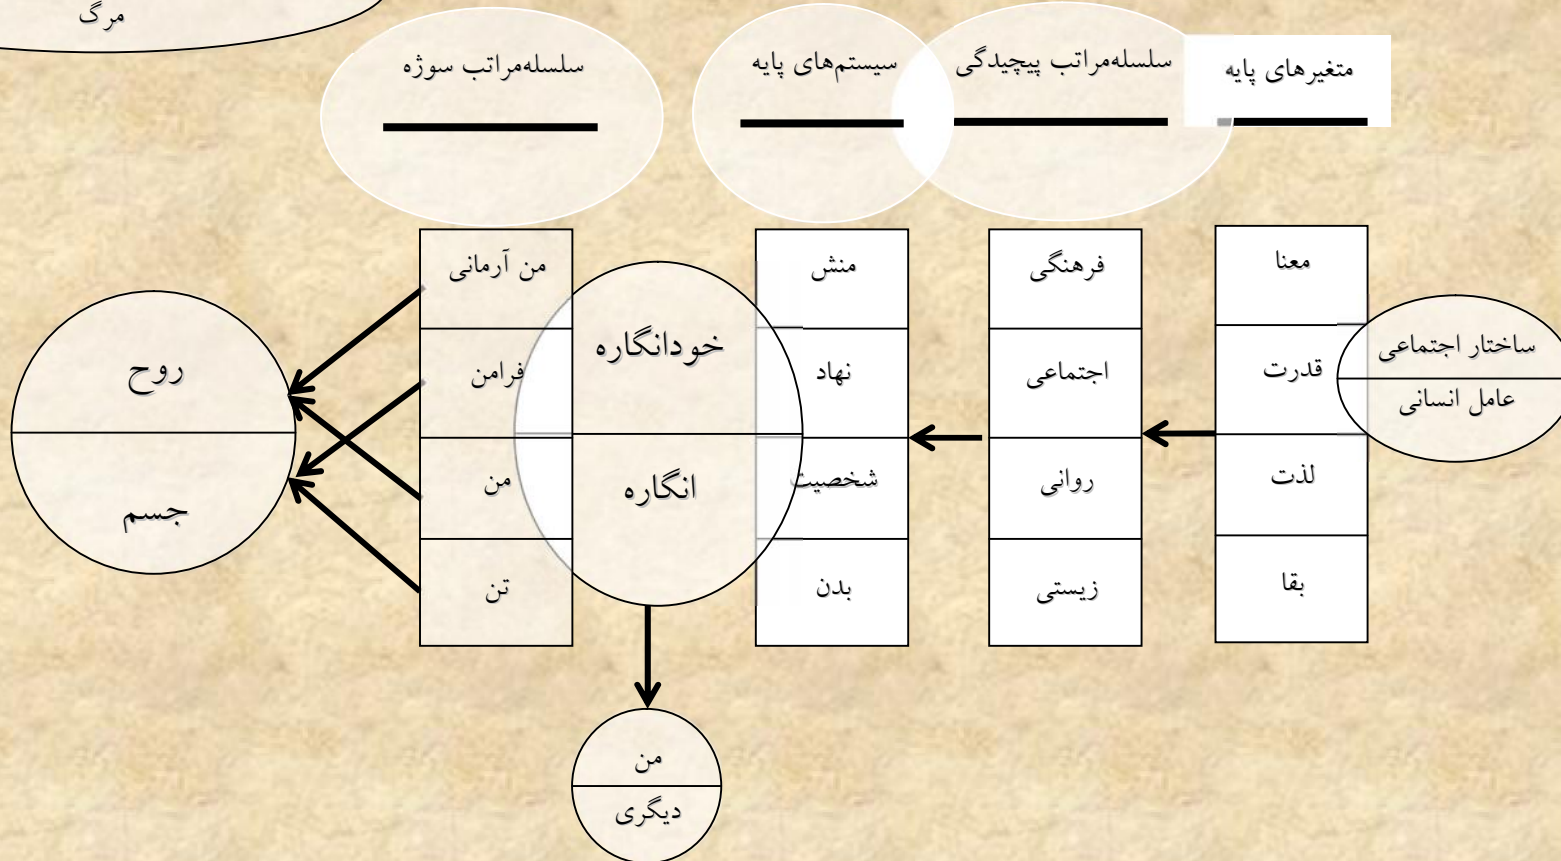 مرگ
متغیرهای پایه
سلسله‌مراتب پیچیدگی
سیستم‌های پایه
سلسله‌مراتب سوژه
معنا
قدرت
لذت
بقا
ساختار اجتماعی
عامل انسانی
فرهنگی
اجتماعی
روانی
زیستی
منش
نهاد
شخصیت
بدن
خودانگاره
انگاره
من آرمانی
فرامن
من
تن
روح
جسم
من
دیگری